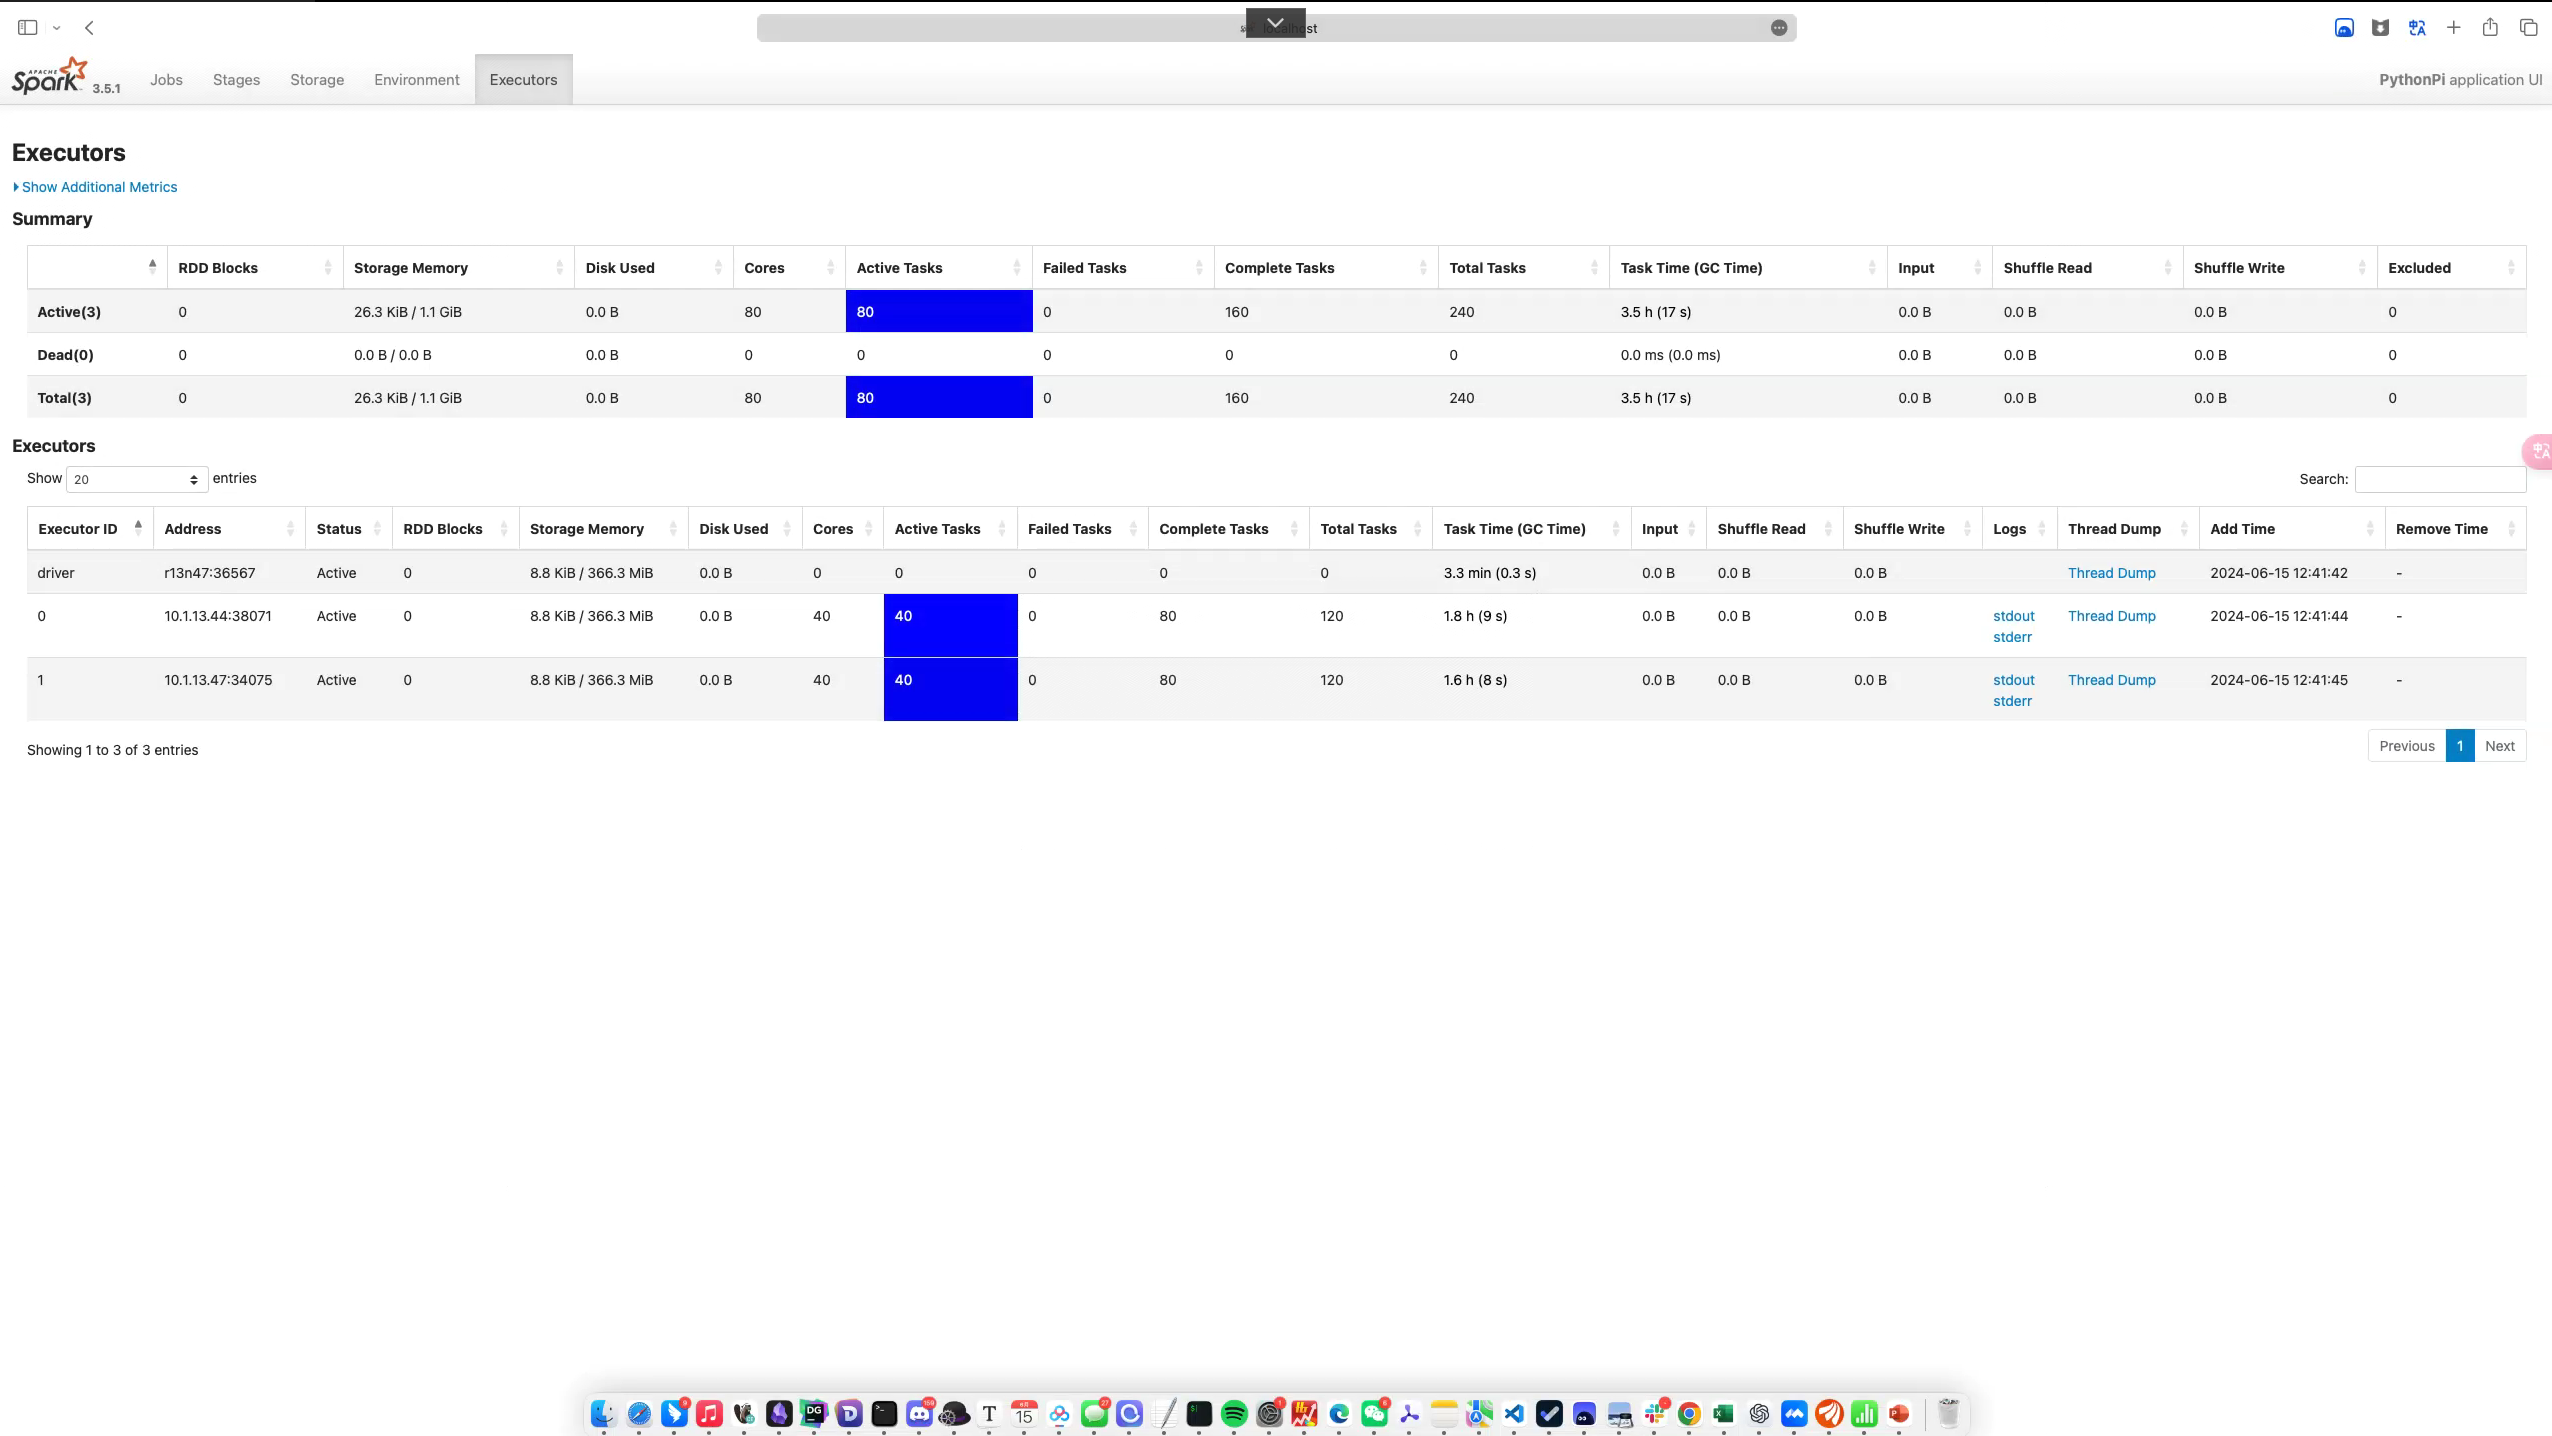 localhost
APACHE Spark 3.5.1 Jobs Stages Storage Environment Executors PythonPi application UI
Executors
Show Additional Metrics
Summary
RDD Blocks Storage Memory Disk Used Cores Active Tasks Failed Tasks Complete Tasks Total Tasks Task Time (GC Time) Input Shuffle Read Shuffle Write Excluded
Active(3) 0 26.3 KiB / 1.1 GiB 0.0 B 80 80 0 160 240 3.5 h (17 s) 0.0 B 0.0 B 0.0 B 0
Dead(0) 0 0.0 B / 0.0 B 0.0 B 0 0 0 0 0 0.0 ms (0.0 ms) 0.0 B 0.0 B 0.0 B 0
Total(3) 0 26.3 KiB / 1.1 GiB 0.0 B 80 80 0 160 240 3.5 h (17 s) 0.0 B 0.0 B 0.0 B 0
Executors
Show 20 entries Search:
Executor ID Address Status RDD Blocks Storage Memory Disk Used Cores Active Tasks Failed Tasks Complete Tasks Total Tasks Task Time (GC Time) Input Shuffle Read Shuffle Write Logs Thread Dump Add Time Remove Time
driver r13n47:36567 Active 0 8.8 KiB / 366.3 MiB 0.0 B 0 0 0 0 0 3.3 min (0.3 s) 0.0 B 0.0 B 0.0 B Thread Dump 2024-06-15 12:41:42 -
0 10.1.13.44:38071 Active 0 8.8 KiB / 366.3 MiB 0.0 B 40 40 0 80 120 1.8 h (9 s) 0.0 B 0.0 B 0.0 B stdout Thread Dump 2024-06-15 12:41:44 -
stderr
1 10.1.13.47:34075 Active 0 8.8 KiB / 366.3 MiB 0.0 B 40 40 0 80 120 1.6 h (8 s) 0.0 B 0.0 B 0.0 B stdout Thread Dump 2024-06-15 12:41:45 -
stderr
Showing 1 to 3 of 3 entries Previous 1 Next
DG T 15